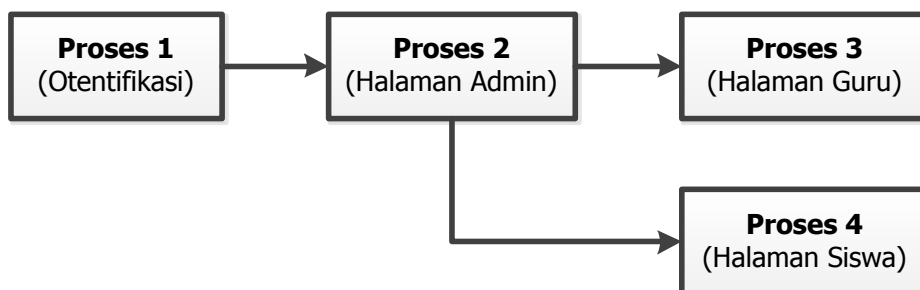 Proses 1
(Otentifikasi)
Proses 2
(Halaman Admin)
Proses 3
(Halaman Guru)
Proses 4
(Halaman Siswa)